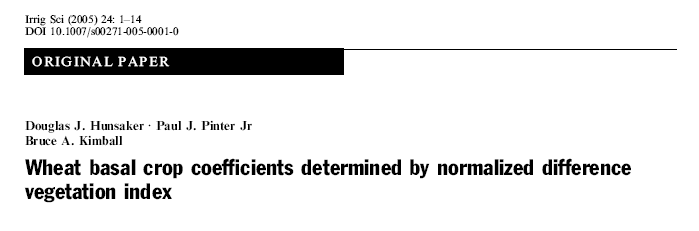 Irrig Sci (2005) 24: 1–14
DOI 10.1007/s00271-005-0001-0
ORIGINAL PAPER
Douglas J. Hunsaker · Paul J. Pinter Jr
Bruce A. Kimball
Wheat basal crop coefficients determined by normalized difference
vegetation index